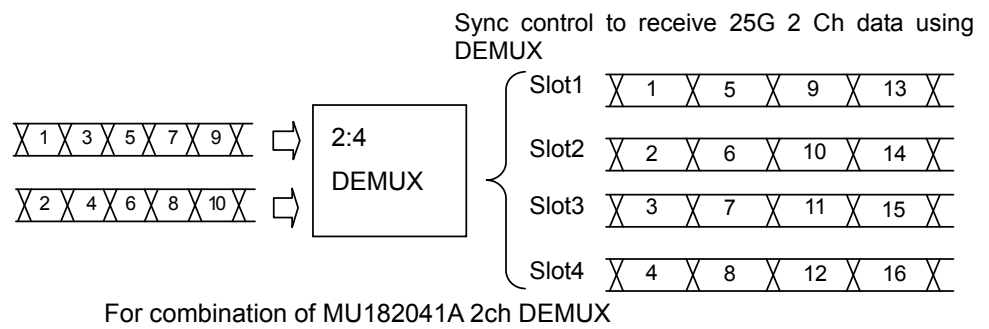 Sync control to receive 25G 2 Ch data using
DEMUX
1 3 5 7 9
2 4 6 8 10
2:4
DEMUX
Slot1 1 5 9 13
Slot2 2 6 10 14
Slot3 3 7 11 15
Slot4 4 8 12 16
For combination of MU182041A 2ch DEMUX